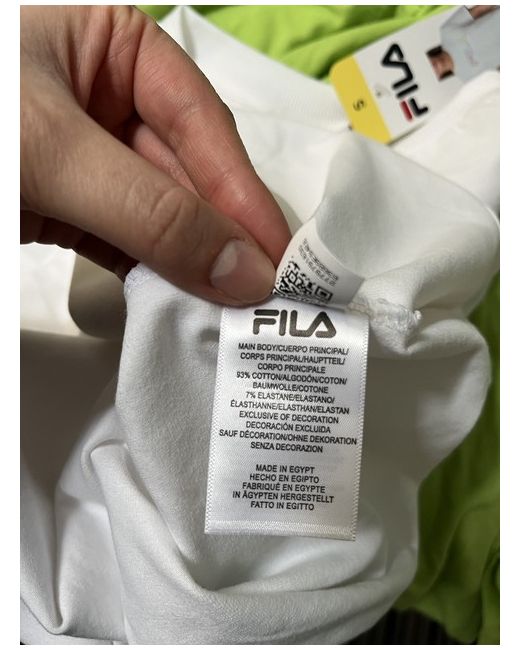 FILA
S
FILA
MAIN BODY/CUERPO PRINCIPAL/
CORPS PRINCIPAL/HAUPTTEIL/
CORPO PRINCIPALE
93% COTTON/ALGODÓN/COTON/
BAUMWOLLE/COTONE
7% ELASTANE/ELASTANO/
ÉLASTHANNE/ELASTHAN/ELASTAN
EXCLUSIVE OF DECORATION
DECORACIÓN EXCLUIDA
SAUF DÉCORATION/OHNE DEKORATION
SENZA DECORAZION
MADE IN EGYPT
HECHO EN EGIPTO
FABRIQUÉ EN EGYPTE
IN ÄGYPTEN HERGESTELLT
FATTO IN EGITTO